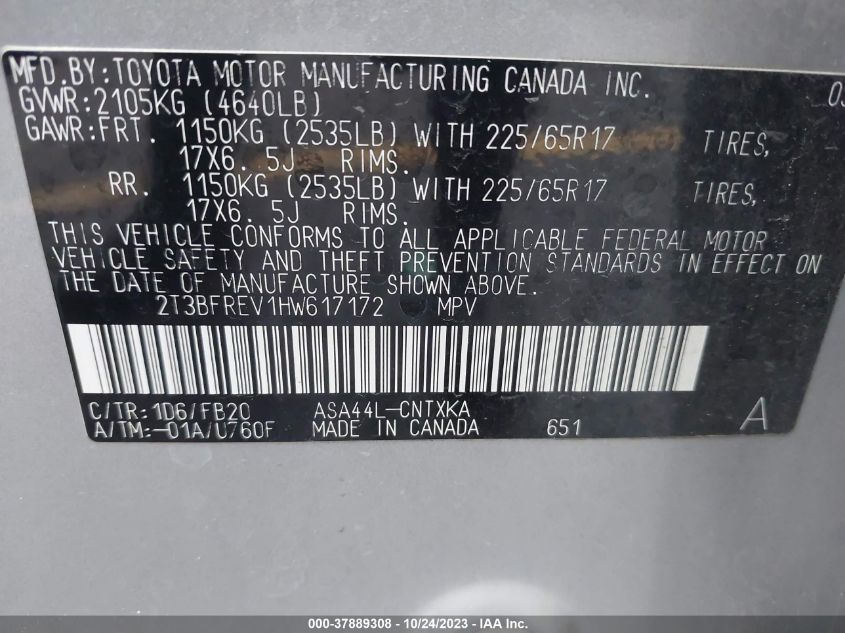 MFD.BY:TOYOTA MOTOR MANUFACTURING CANADA INC.
GVWR:2105KG (4640LB)
GAWR:FRT. 1150KG (2535LB) WITH 225/65R17 TIRES,
17X6.5J RIMS.
RR. 1150KG (2535LB) WITH 225/65R17 TIRES,
17X6.5J RIMS.
THIS VEHICLE CONFORMS TO ALL APPLICABLE FEDERAL MOTOR
VEHICLE SAFETY AND THEFT PREVENTION STANDARDS IN EFFECT ON
THE DATE OF MANUFACTURE SHOWN ABOVE.
2T3BFREV1HW617172 MPV
C/TR:1D6/FB20 ASA44L-CNTXKA A
A/TM:-01A/U760F MADE IN CANADA 651
000-37889308 - 10/24/2023 - © IAA Inc.